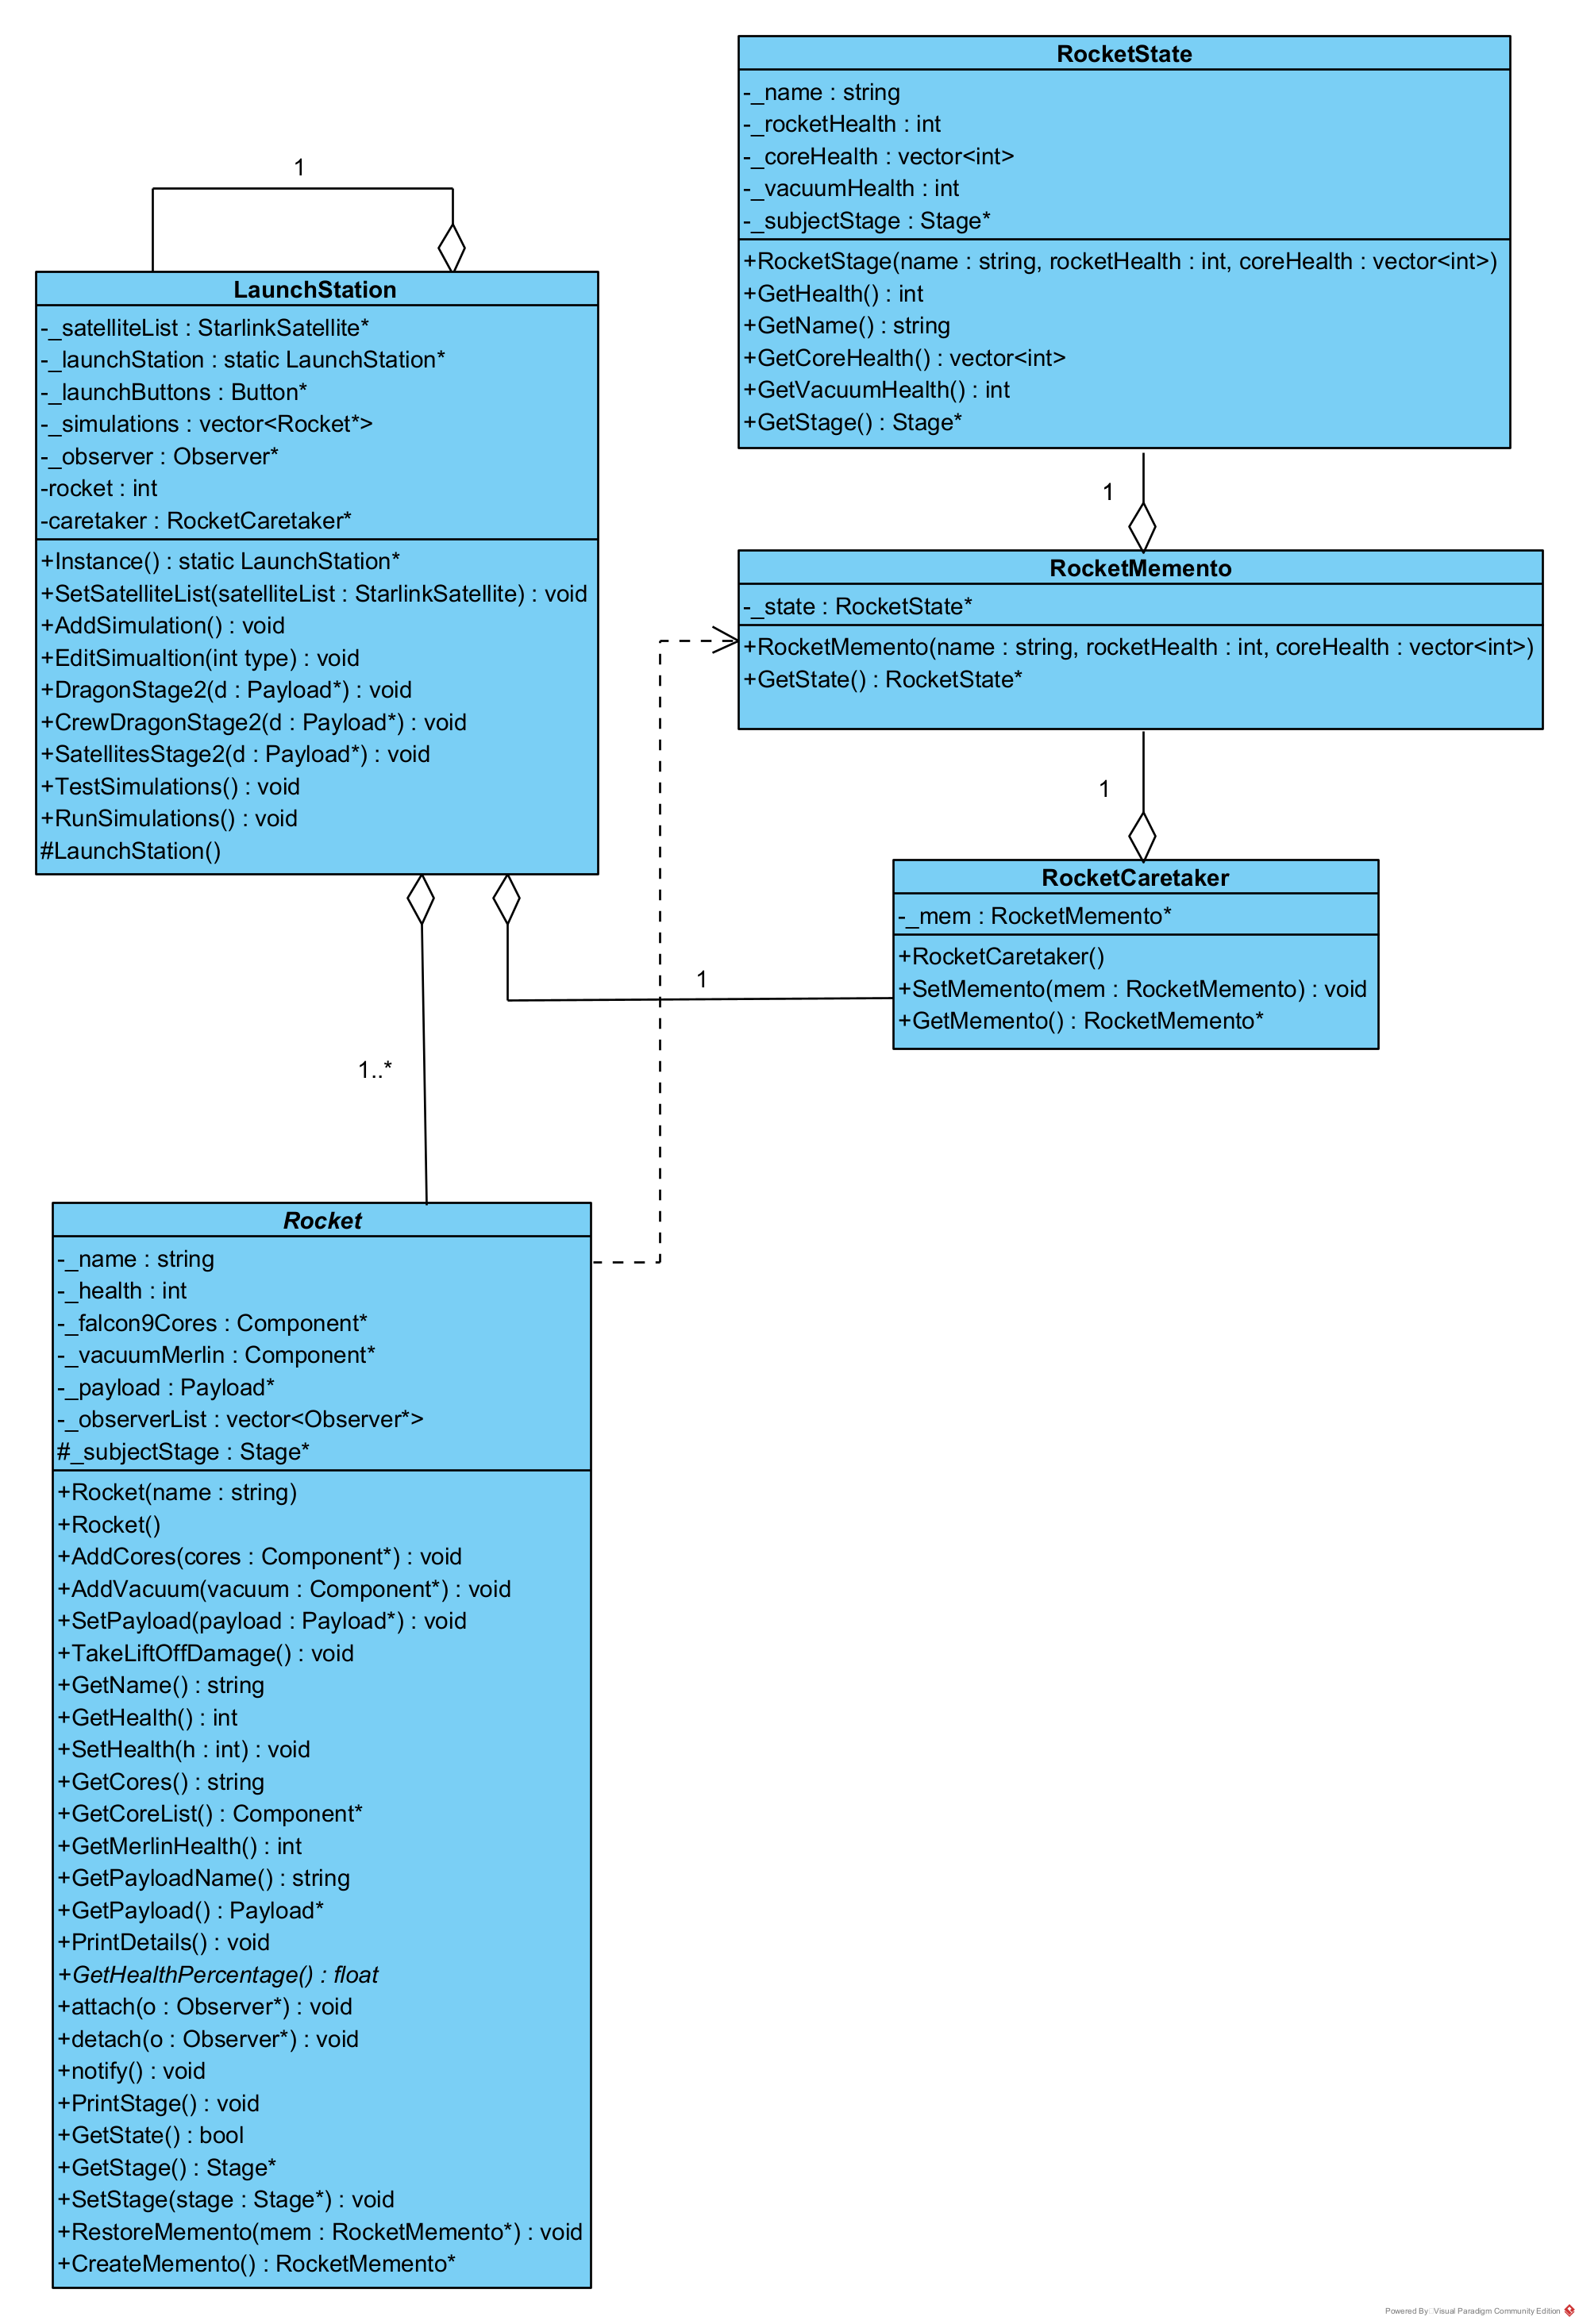 RocketState
-_name : string
-_rocketHealth : int
-_coreHealth : vector<int>
-_vacuumHealth : int
-_subjectStage : Stage*
+RocketStage(name : string, rocketHealth : int, coreHealth : vector<int>)
+GetHealth() : int
+GetName() : string
+GetCoreHealth() : vector<int>
+GetVacuumHealth() : int
+GetStage() : Stage*
1
LaunchStation
-_satelliteList : StarlinkSatellite*
-_launchStation : static LaunchStation*
-_launchButtons : Button*
-_simulations : vector<Rocket*>
-_observer : Observer*
-rocket : int
-caretaker : RocketCaretaker*
+Instance() : static LaunchStation*
+SetSatelliteList(satelliteList : StarlinkSatellite) : void
+AddSimulation() : void
+EditSimualtion(int type) : void
+DragonStage2(d : Payload*) : void
+CrewDragonStage2(d : Payload*) : void
+SatellitesStage2(d : Payload*) : void
+TestSimulations() : void
+RunSimulations() : void
#LaunchStation()
1
RocketMemento
-_state : RocketState*
+RocketMemento(name : string, rocketHealth : int, coreHealth : vector<int>)
+GetState() : RocketState*
1
RocketCaretaker
-_mem : RocketMemento*
+RocketCaretaker()
+SetMemento(mem : RocketMemento) : void
+GetMemento() : RocketMemento*
1
1..*
Rocket
-_name : string
-_health : int
-_falcon9Cores : Component*
-_vacuumMerlin : Component*
-_payload : Payload*
-_observerList : vector<Observer*>
#_subjectStage : Stage*
+Rocket(name : string)
+Rocket()
+AddCores(cores : Component*) : void
+AddVacuum(vacuum : Component*) : void
+SetPayload(payload : Payload*) : void
+TakeLiftOffDamage() : void
+GetName() : string
+GetHealth() : int
+SetHealth(h : int) : void
+GetCores() : string
+GetCoreList() : Component*
+GetMerlinHealth() : int
+GetPayloadName() : string
+GetPayload() : Payload*
+PrintDetails() : void
+GetHealthPercentage() : float
+attach(o : Observer*) : void
+detach(o : Observer*) : void
+notify() : void
+PrintStage() : void
+GetState() : bool
+GetStage() : Stage*
+SetStage(stage : Stage*) : void
+RestoreMemento(mem : RocketMemento*) : void
+CreateMemento() : RocketMemento*
Powered By Visual Paradigm Community Edition